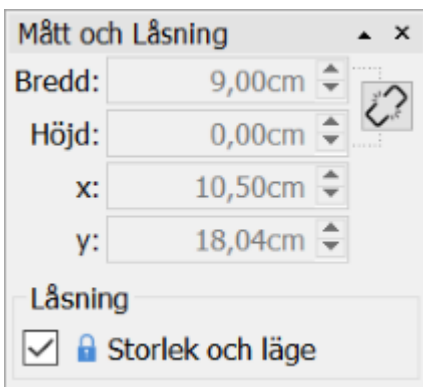 Mått och Låsning
Bredd: 9,00cm
Höjd: 0,00cm
x: 10,50cm
y: 18,04cm
Låsning
Storlek och läge